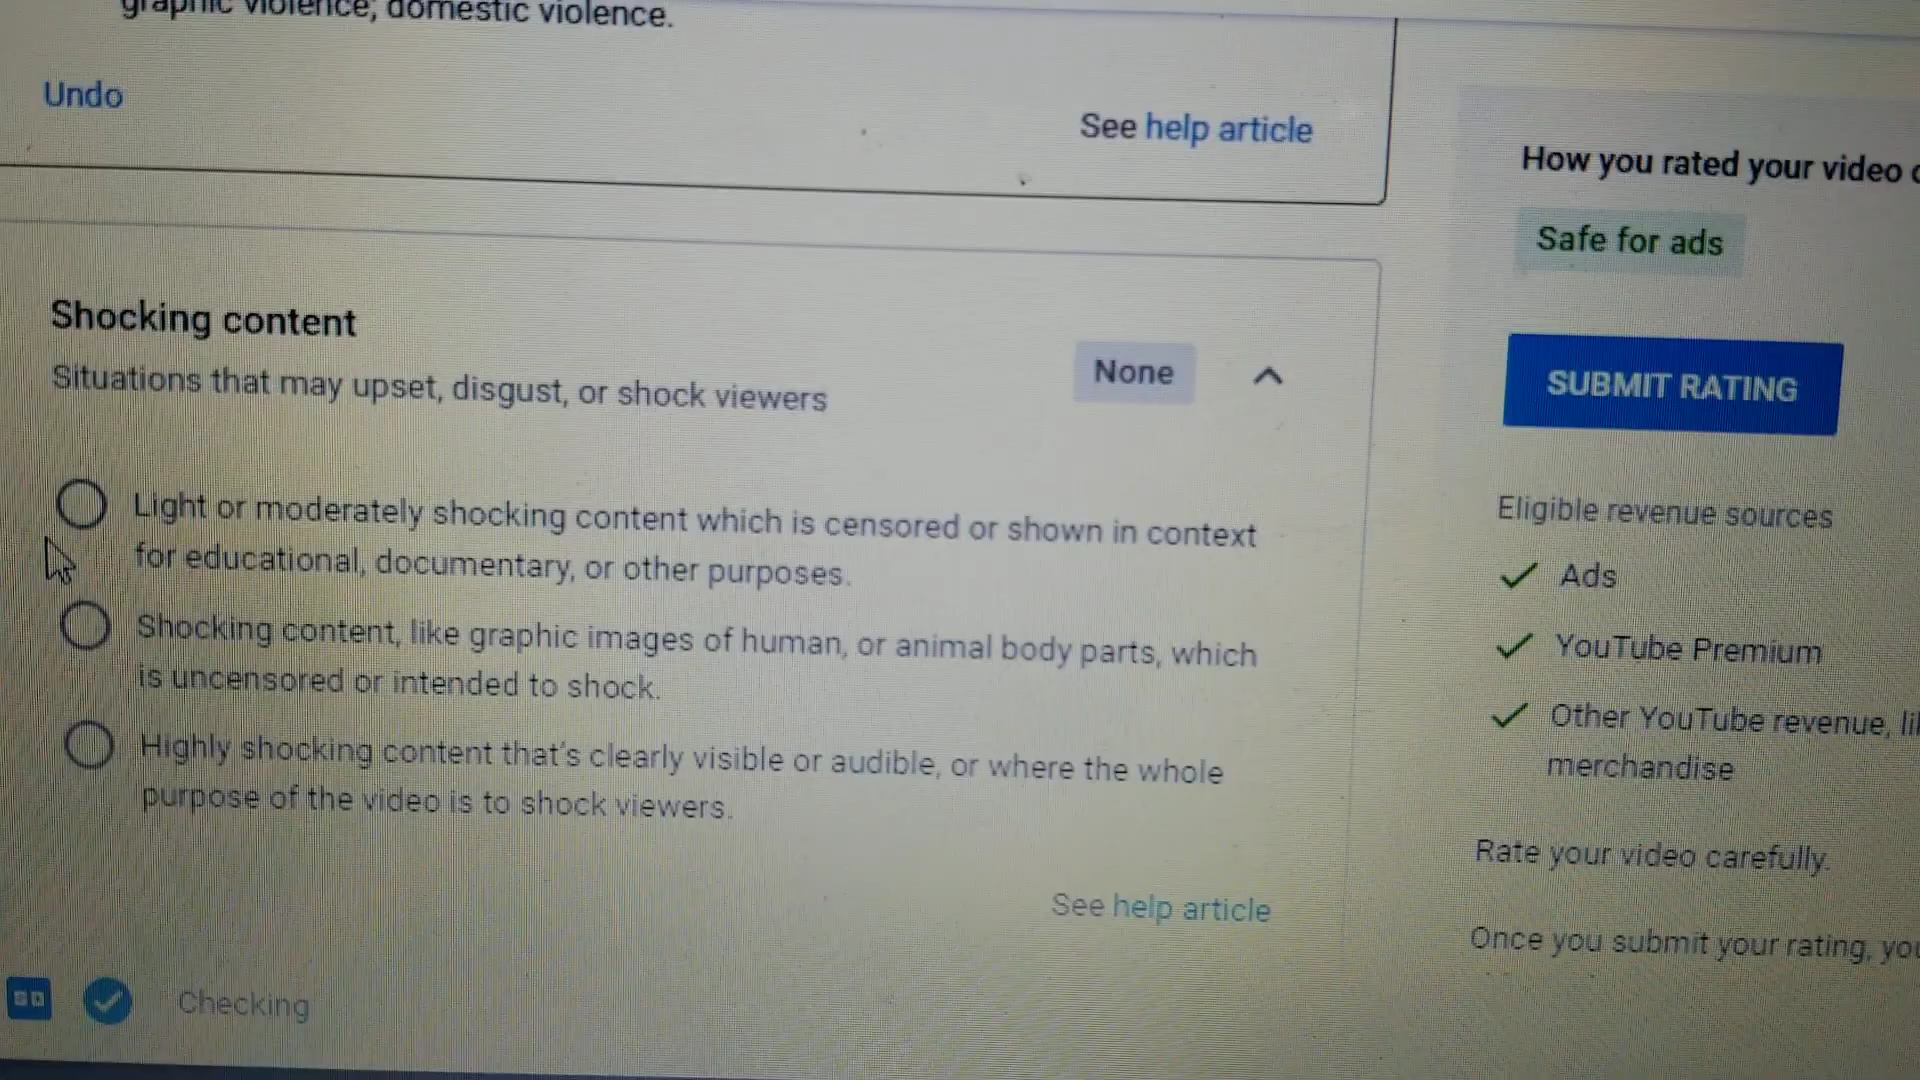 graphic violence, domestic violence.
Undo
See help article
Shocking content
Situations that may upset, disgust, or shock viewers
None
Light or moderately shocking content which is censored or shown in context
for educational, documentary, or other purposes.
Shocking content, like graphic images of human, or animal body parts, which
is uncensored or intended to shock.
Highly shocking content that's clearly visible or audible, or where the whole
purpose of the video is to shock viewers.
See help article
Checking
How you rated your video
Safe for ads
SUBMIT RATING
Eligible revenue sources
Ads
YouTube Premium
Other YouTube revenue,
merchandise
Rate your video carefully.
Once you submit your rating,